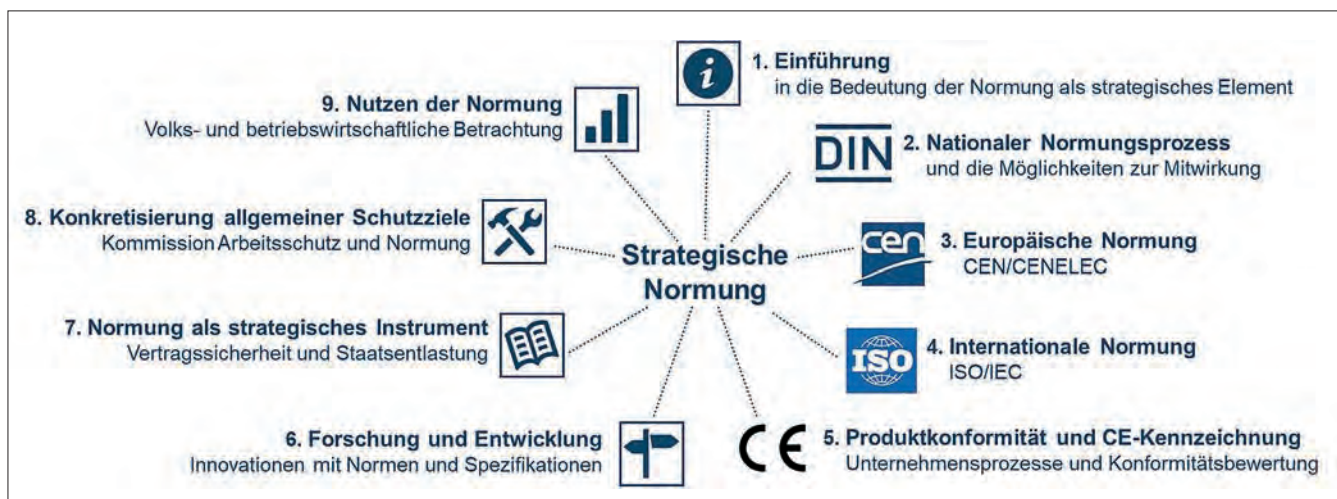 1. Einführung
in die Bedeutung der Normung als strategisches Element
DIN
2. Nationaler Normungsprozess
und die Möglichkeiten zur Mitwirkung
cen
3. Europäische Normung
CEN/CENELEC
ISO
4. Internationale Normung
ISO/IEC
CE
5. Produktkonformität und CE-Kennzeichnung
Unternehmensprozesse und Konformitätsbewertung
6. Forschung und Entwicklung
Innovationen mit Normen und Spezifikationen
7. Normung als strategisches Instrument
Vertragssicherheit und Staatsentlastung
8. Konkretisierung allgemeiner Schutzziele
Kommission Arbeitsschutz und Normung
9. Nutzen der Normung
Volks- und betriebswirtschaftliche Betrachtung
Strategische
Normung